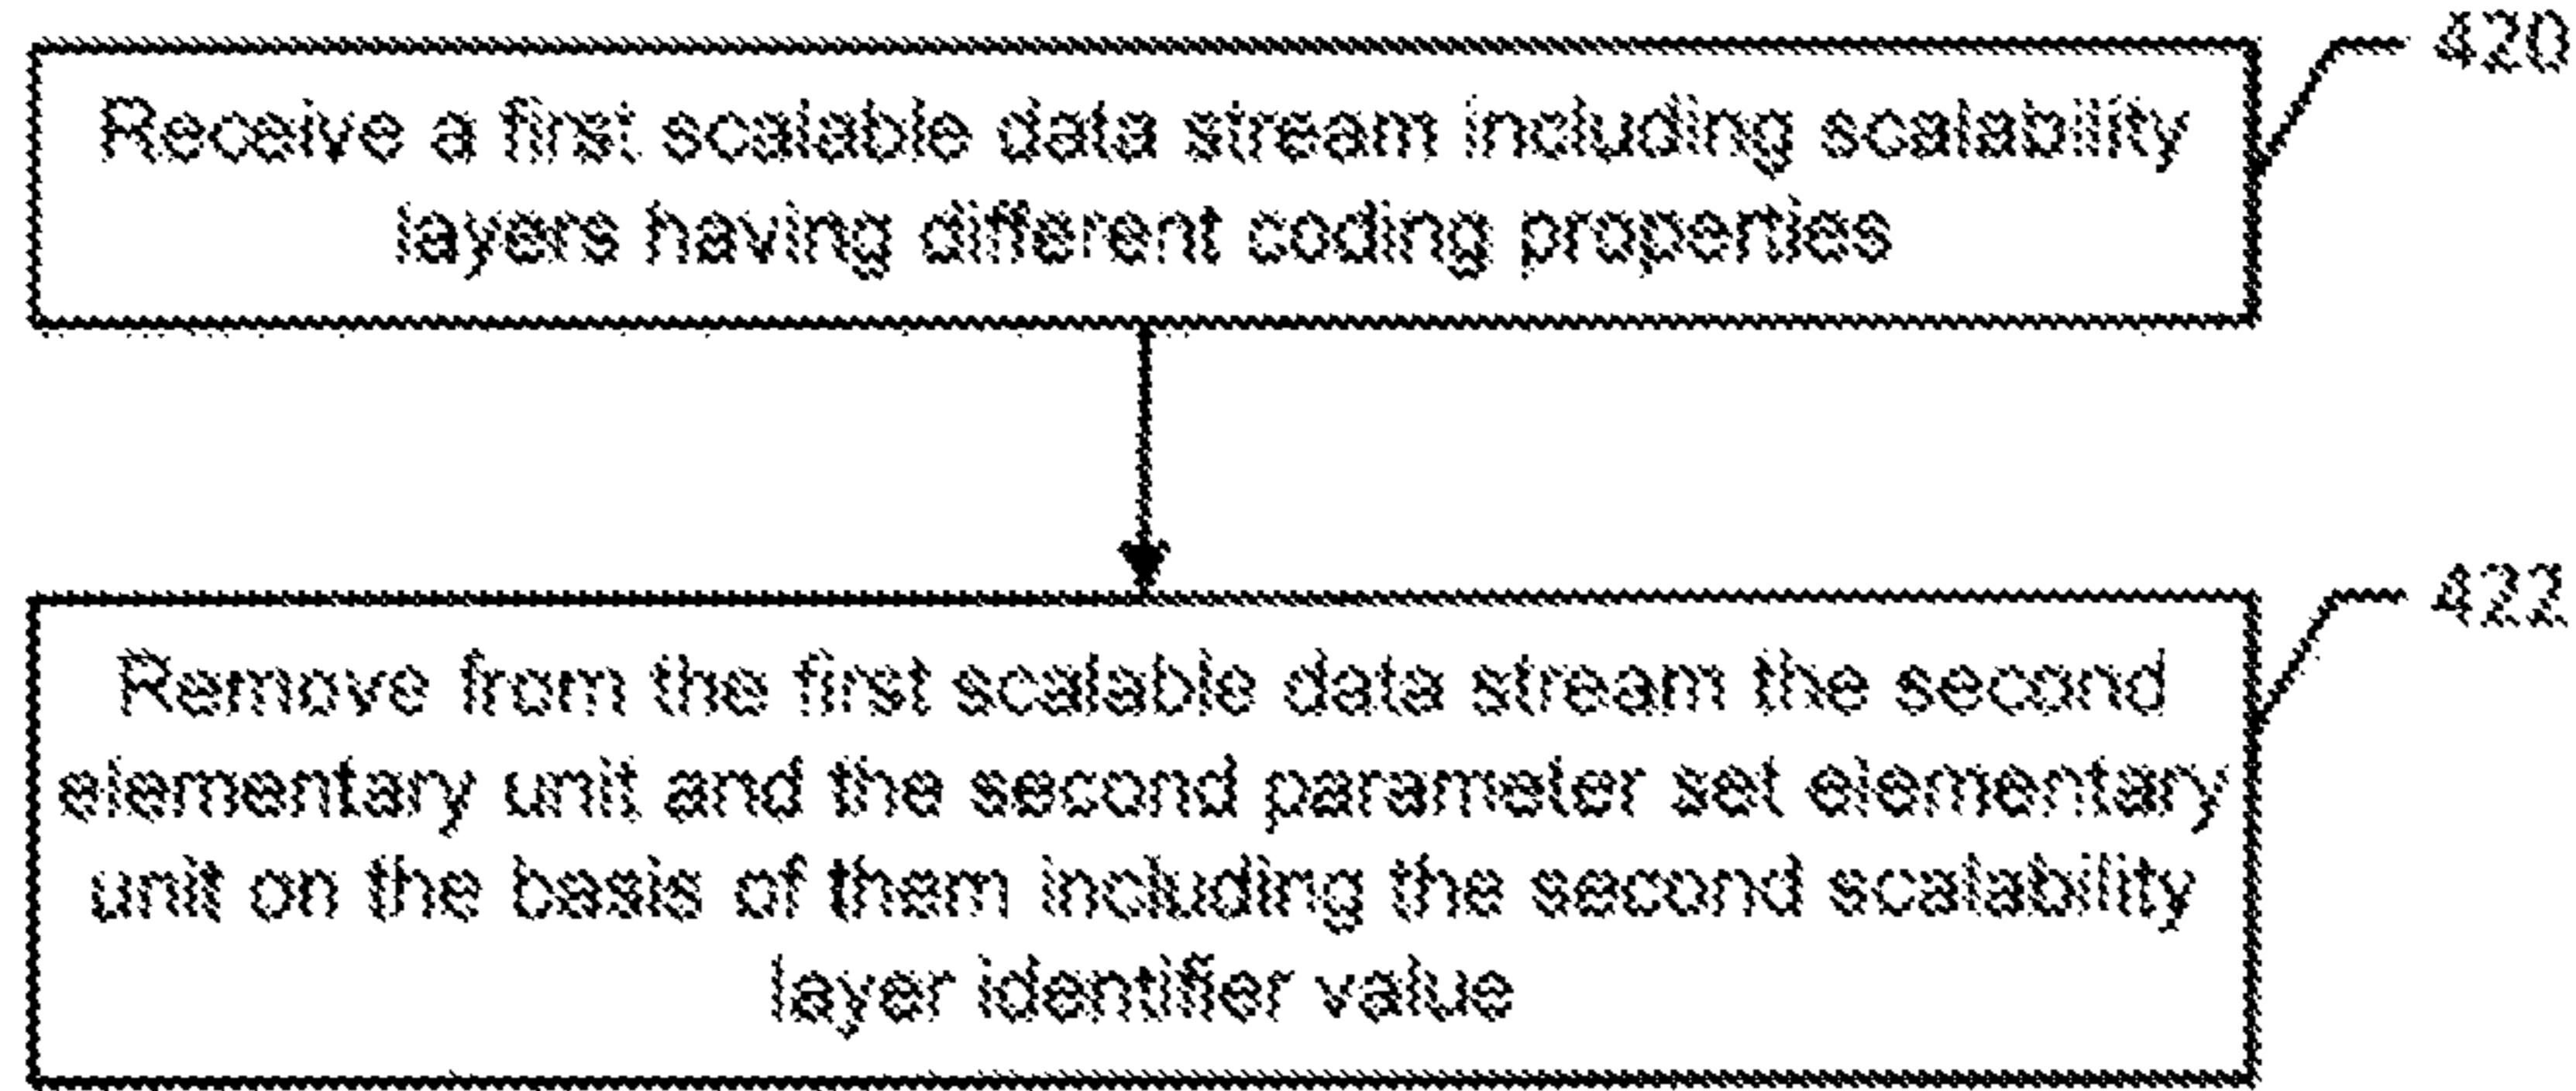 420
Receive a first scalable data stream including scalability
layers having different coding properties
422
Remove from the first scalable data stream the second
elementary unit and the second parameter set elementary
unit on the basis of them including the second scalability
layer identifier value